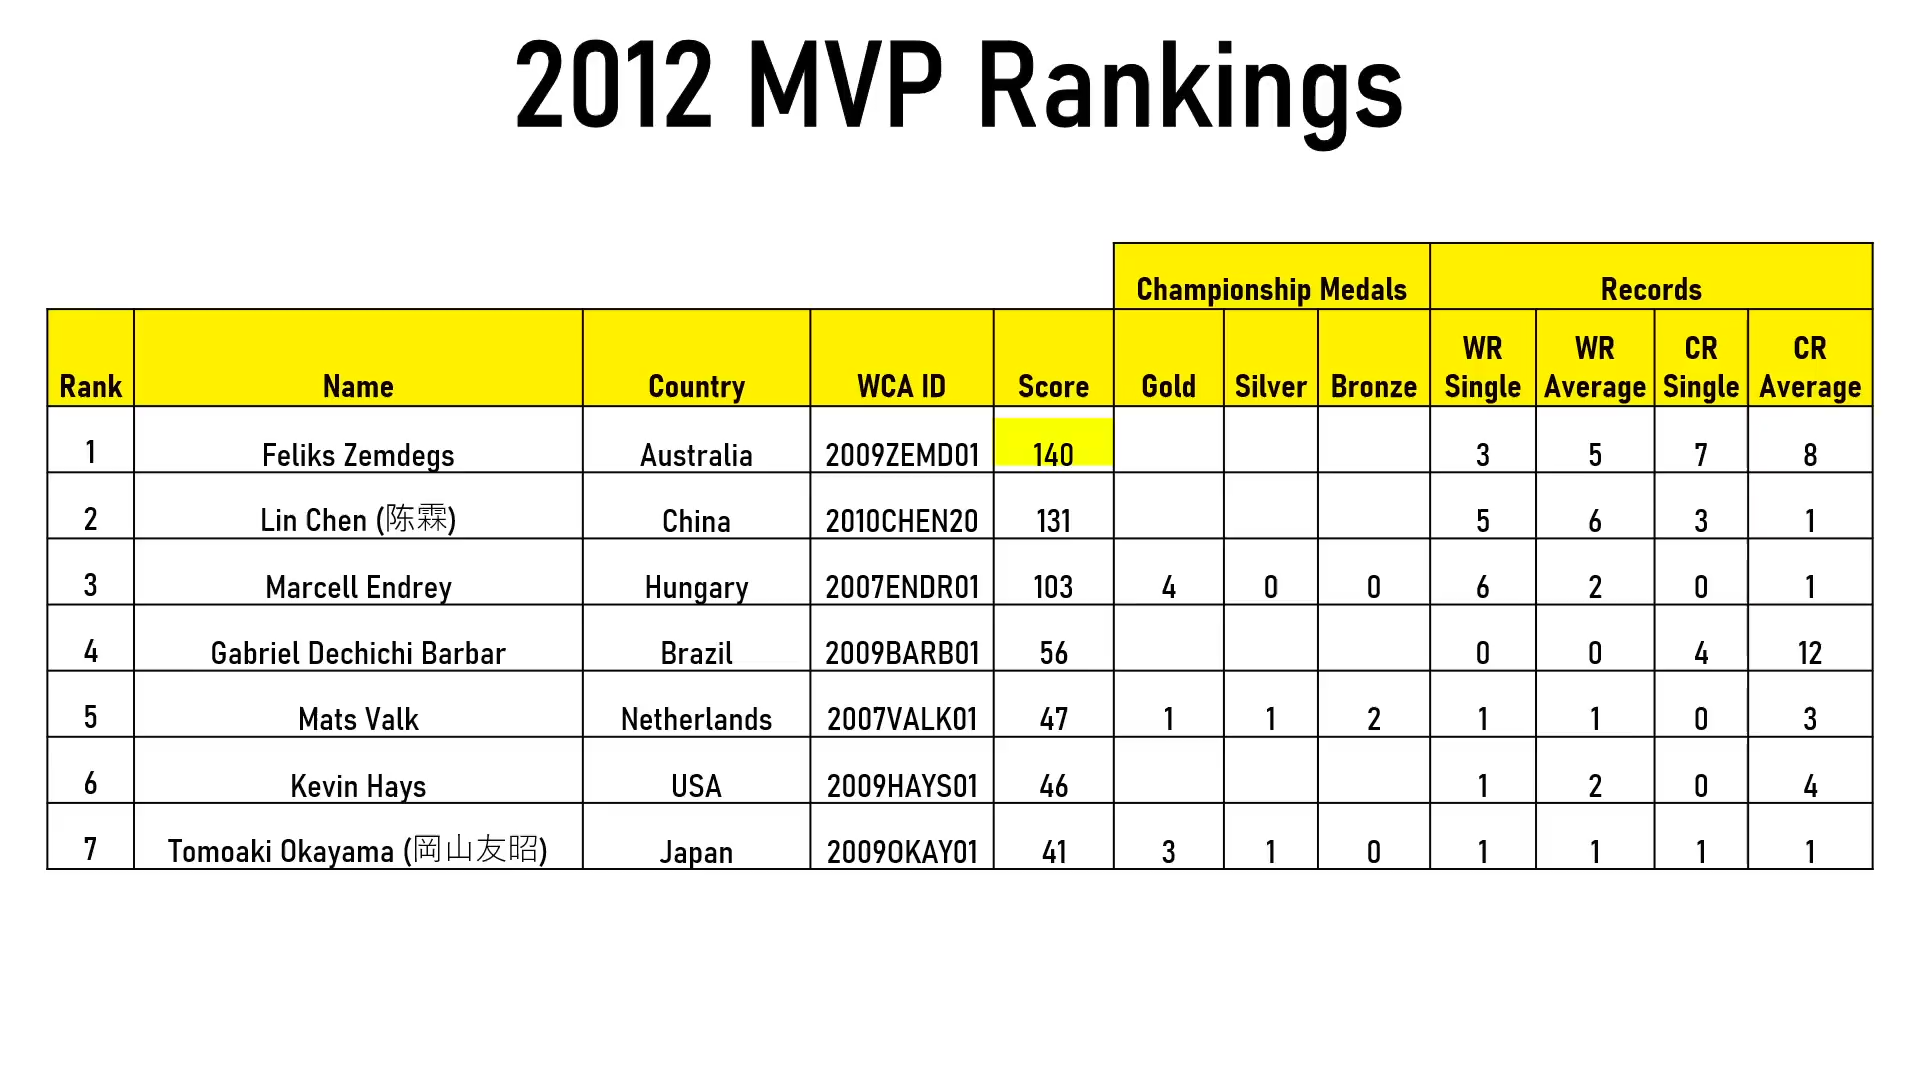 2012 MVP Rankings
Championship Medals Records
Rank Name Country WCA ID Score Gold Silver Bronze WR Single WR Average CR Single CR Average
1 Feliks Zemdegs Australia 2009ZEMD01 140 3 5 7 8
2 Lin Chen (陈霖) China 2010CHEN20 131 5 6 3 1
3 Marcell Endrey Hungary 2007ENDR01 103 4 0 0 6 2 0 1
4 Gabriel Dechichi Barbar Brazil 2009BARB01 56 0 0 4 12
5 Mats Valk Netherlands 2007VALK01 47 1 1 2 1 1 0 3
6 Kevin Hays USA 2009HAYS01 46 1 2 0 4
7 Tomoaki Okayama (岡山友昭) Japan 2009OKAY01 41 3 1 0 1 1 1 1